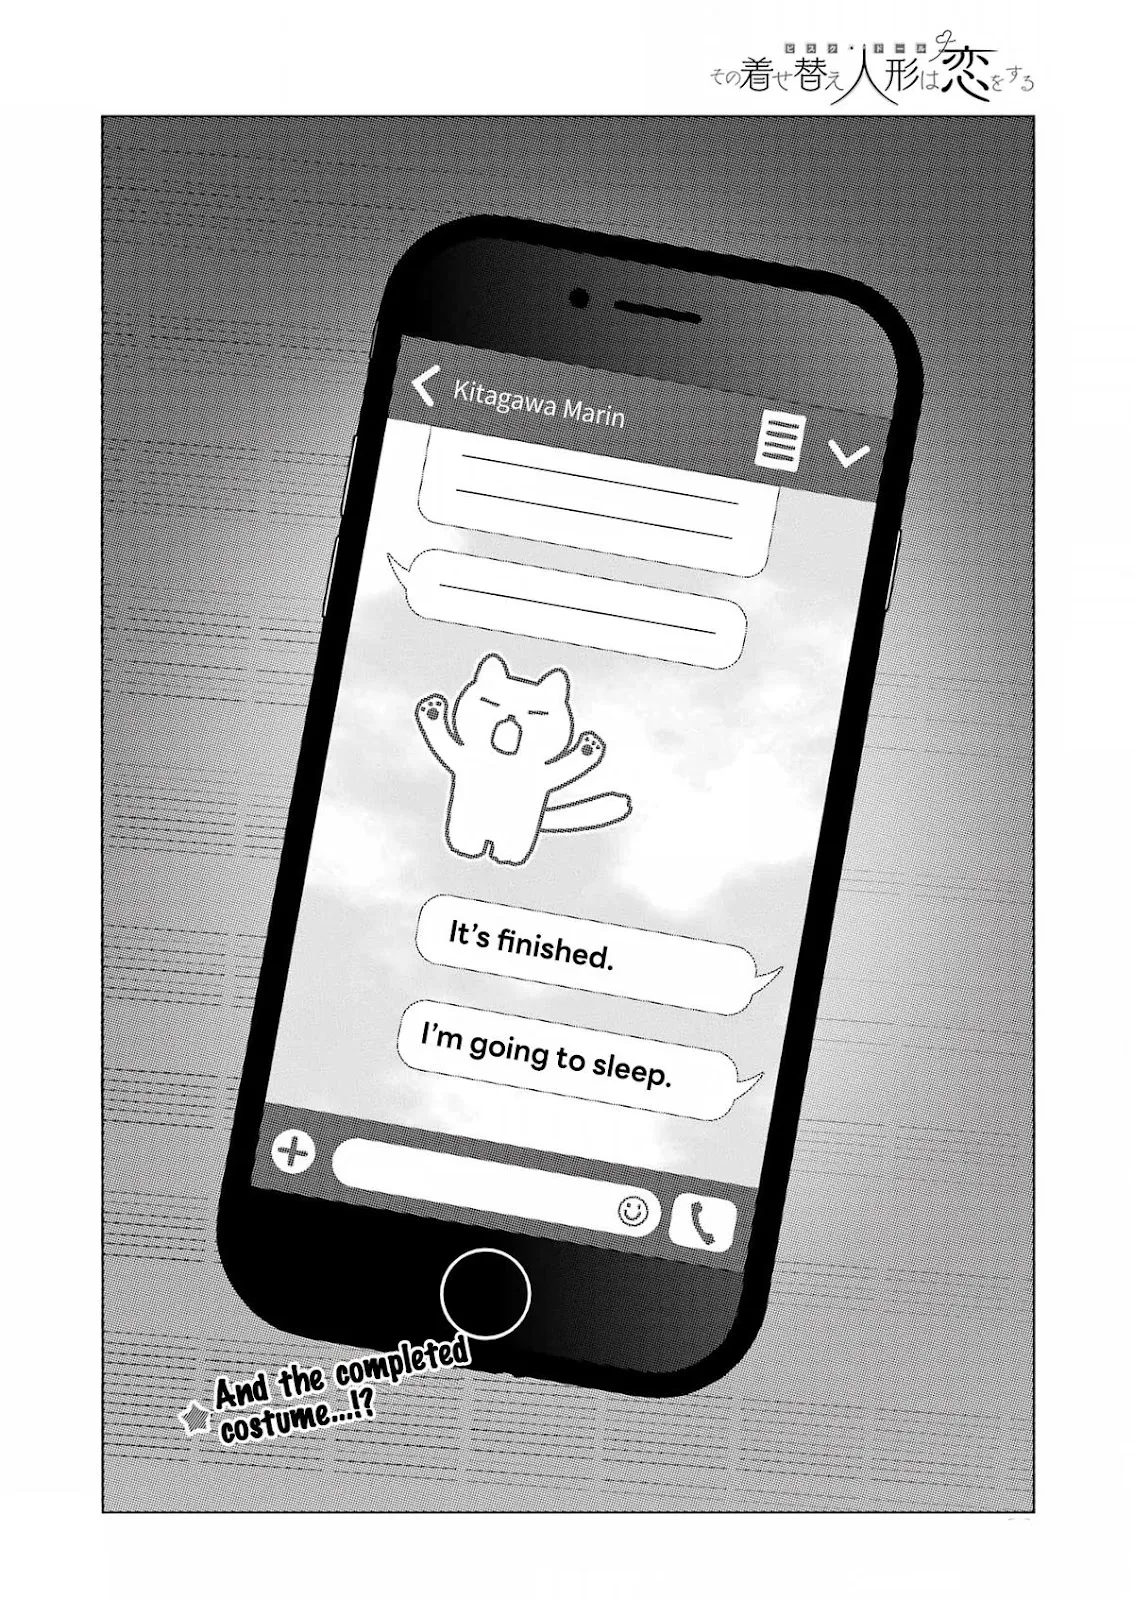 ビスク・ドール
その着せ替え人形は恋をする
Kitagawa Marin
It's finished.
I'm going to sleep.
And the completed
costume...!?